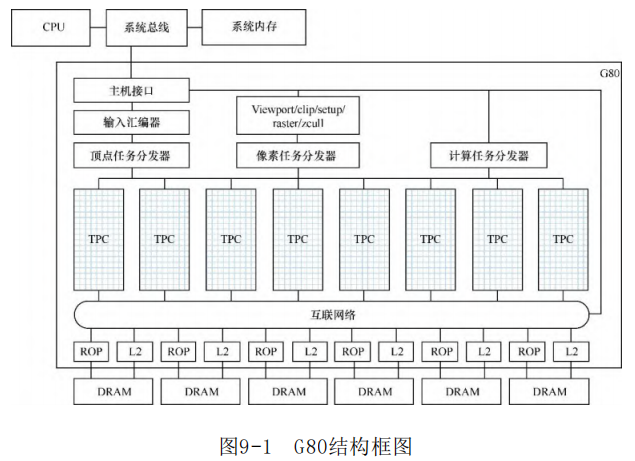 CPU
系统总线
系统内存
G80
主机接口
输入汇编器
Viewport/clip/setup/
raster/zcull
顶点任务分发器
像素任务分发器
计算任务分发器
TPC
TPC
TPC
TPC
TPC
TPC
TPC
TPC
互联网络
ROP
L2
ROP
L2
ROP
L2
ROP
L2
ROP
L2
ROP
L2
DRAM
DRAM
DRAM
DRAM
DRAM
DRAM
图9-1 G80结构框图